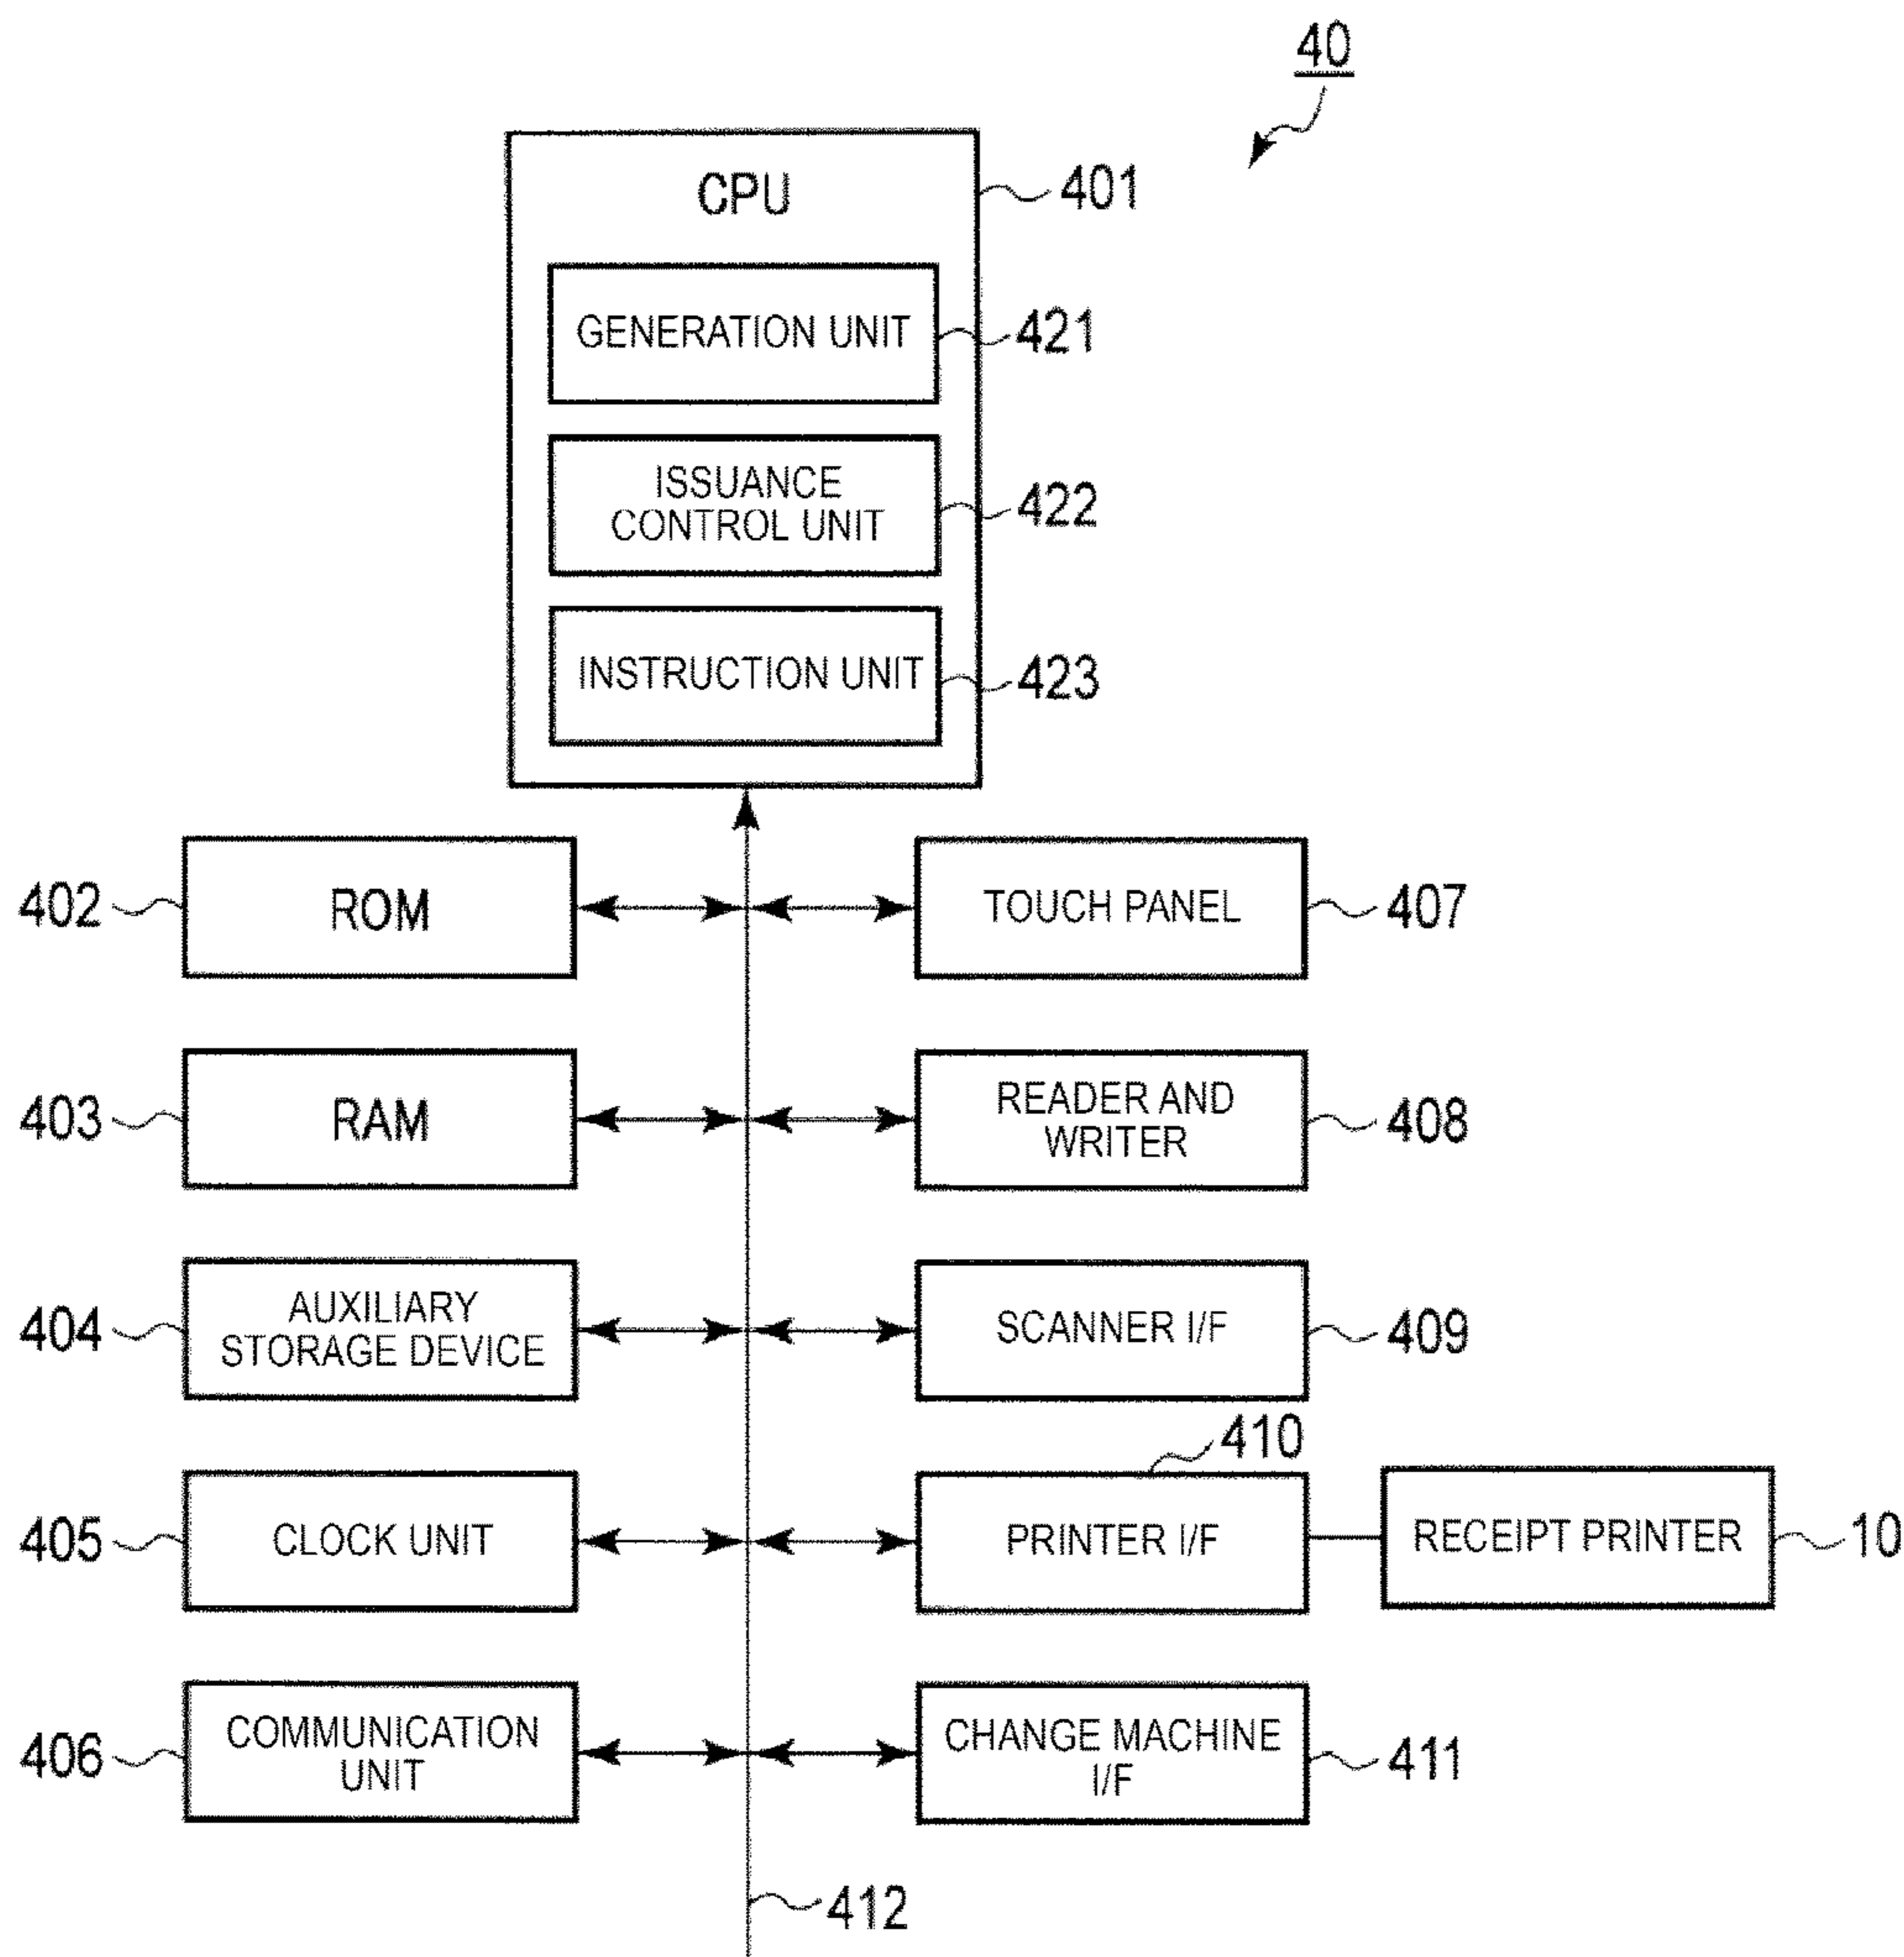 40
CPU
401
GENERATION UNIT
421
ISSUANCE
CONTROL UNIT
422
INSTRUCTION UNIT
423
402
ROM
TOUCH PANEL
407
403
RAM
READER AND
WRITER
408
404
AUXILIARY
STORAGE DEVICE
SCANNER I/F
409
410
405
CLOCK UNIT
PRINTER I/F
RECEIPT PRINTER
10
406
COMMUNICATION
UNIT
CHANGE MACHINE
I/F
411
412